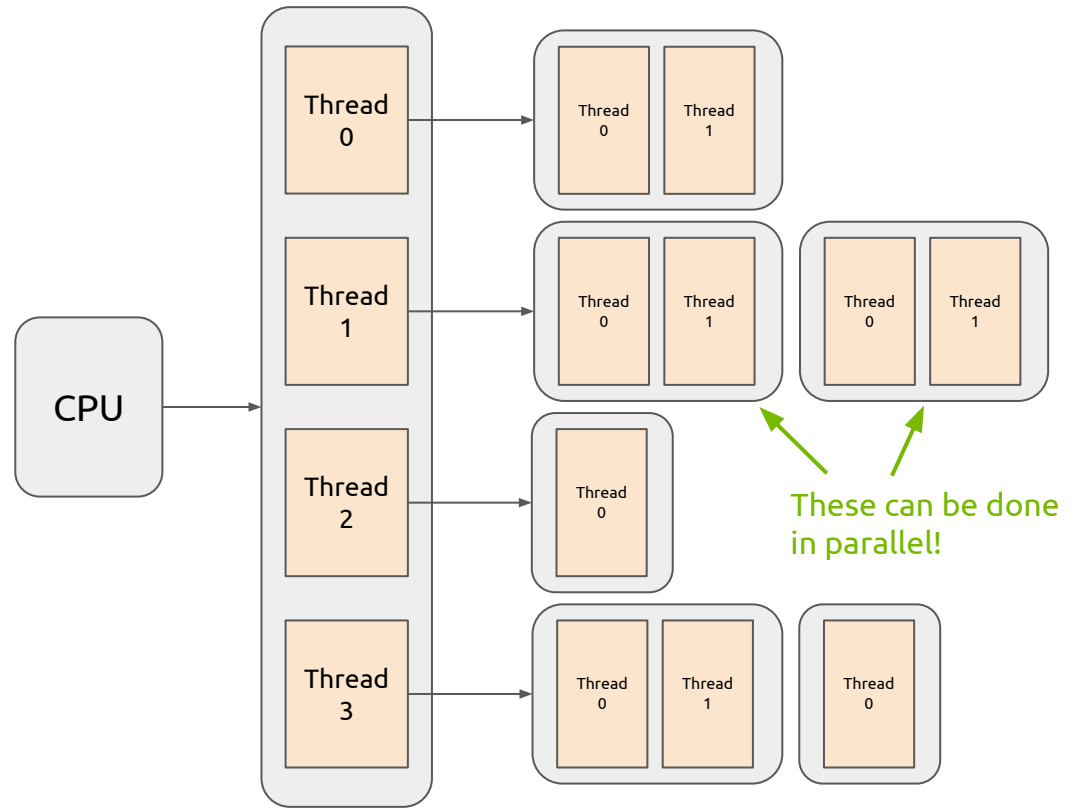 CPU
Thread
0
Thread
0
Thread
1
Thread
1
Thread
0
Thread
1
Thread
0
Thread
1
These can be done
in parallel!
Thread
2
Thread
0
Thread
3
Thread
0
Thread
1
Thread
0